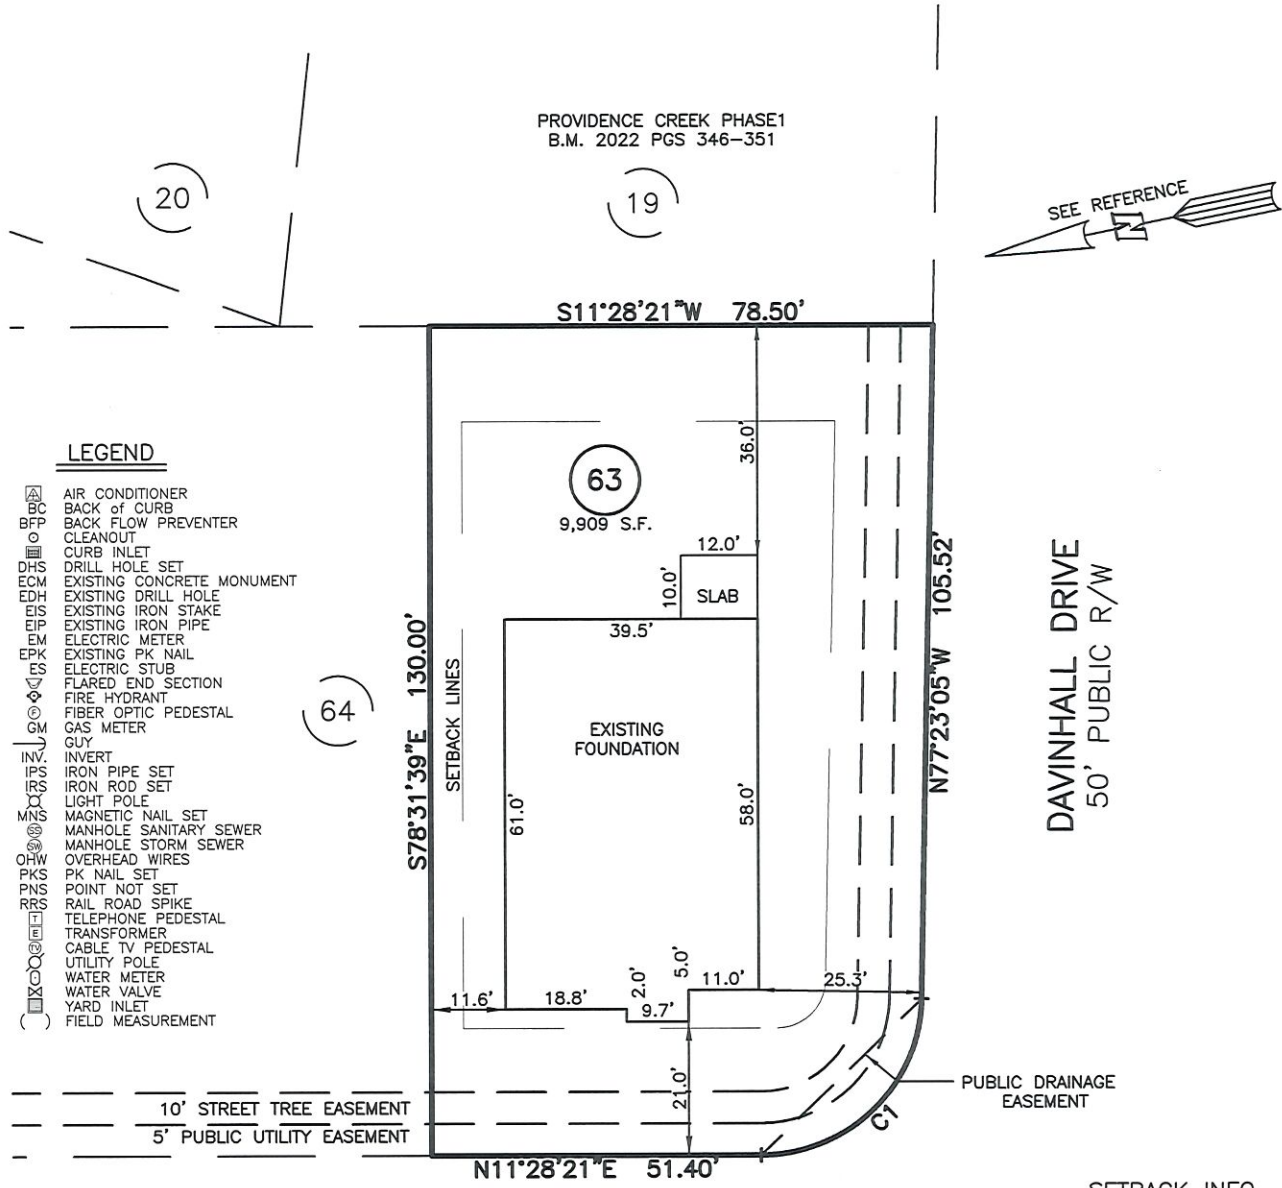 PROVIDENCE CREEK PHASE1
B.M. 2022 PGS 346-351
20
19
SEE REFERENCE
N
S11°28'21"W 78.50'
LEGEND
A AIR CONDITIONER
BC BACK of CURB
BFP BACK FLOW PREVENTER
CLEANOUT
CURB INLET
DHS DRILL HOLE SET
ECM EXISTING CONCRETE MONUMENT
EDH EXISTING DRILL HOLE
EIS EXISTING IRON STAKE
EIP EXISTING IRON PIPE
EM ELECTRIC METER
EPK EXISTING PK NAIL
ES ELECTRIC STUB
FLARED END SECTION
FIRE HYDRANT
F FIBER OPTIC PEDESTAL
GM GAS METER
GUY
INV. INVERT
IPS IRON PIPE SET
IRS IRON ROD SET
LIGHT POLE
MNS MAGNETIC NAIL SET
SS MANHOLE SANITARY SEWER
SW MANHOLE STORM SEWER
OHW OVERHEAD WIRES
PKS PK NAIL SET
PNS POINT NOT SET
RRS RAIL ROAD SPIKE
T TELEPHONE PEDESTAL
E TRANSFORMER
TV CABLE TV PEDESTAL
UTILITY POLE
WATER METER
WATER VALVE
YARD INLET
( ) FIELD MEASUREMENT
63
9,909 S.F.
36.0'
12.0'
10.0'
SLAB
39.5'
64
S78°31'39"E 130.00'
SETBACK LINES
EXISTING
FOUNDATION
61.0'
58.0'
N77°23'05"W 105.52'
DAVINHALL DRIVE
50' PUBLIC R/W
11.6'
18.8'
2.0'
9.7'
5.0'
11.0'
25.3'
21.0'
10' STREET TREE EASEMENT
5' PUBLIC UTILITY EASEMENT
PUBLIC DRAINAGE
EASEMENT
C1
N11°28'21"E 51.40'
SETBACK INFO